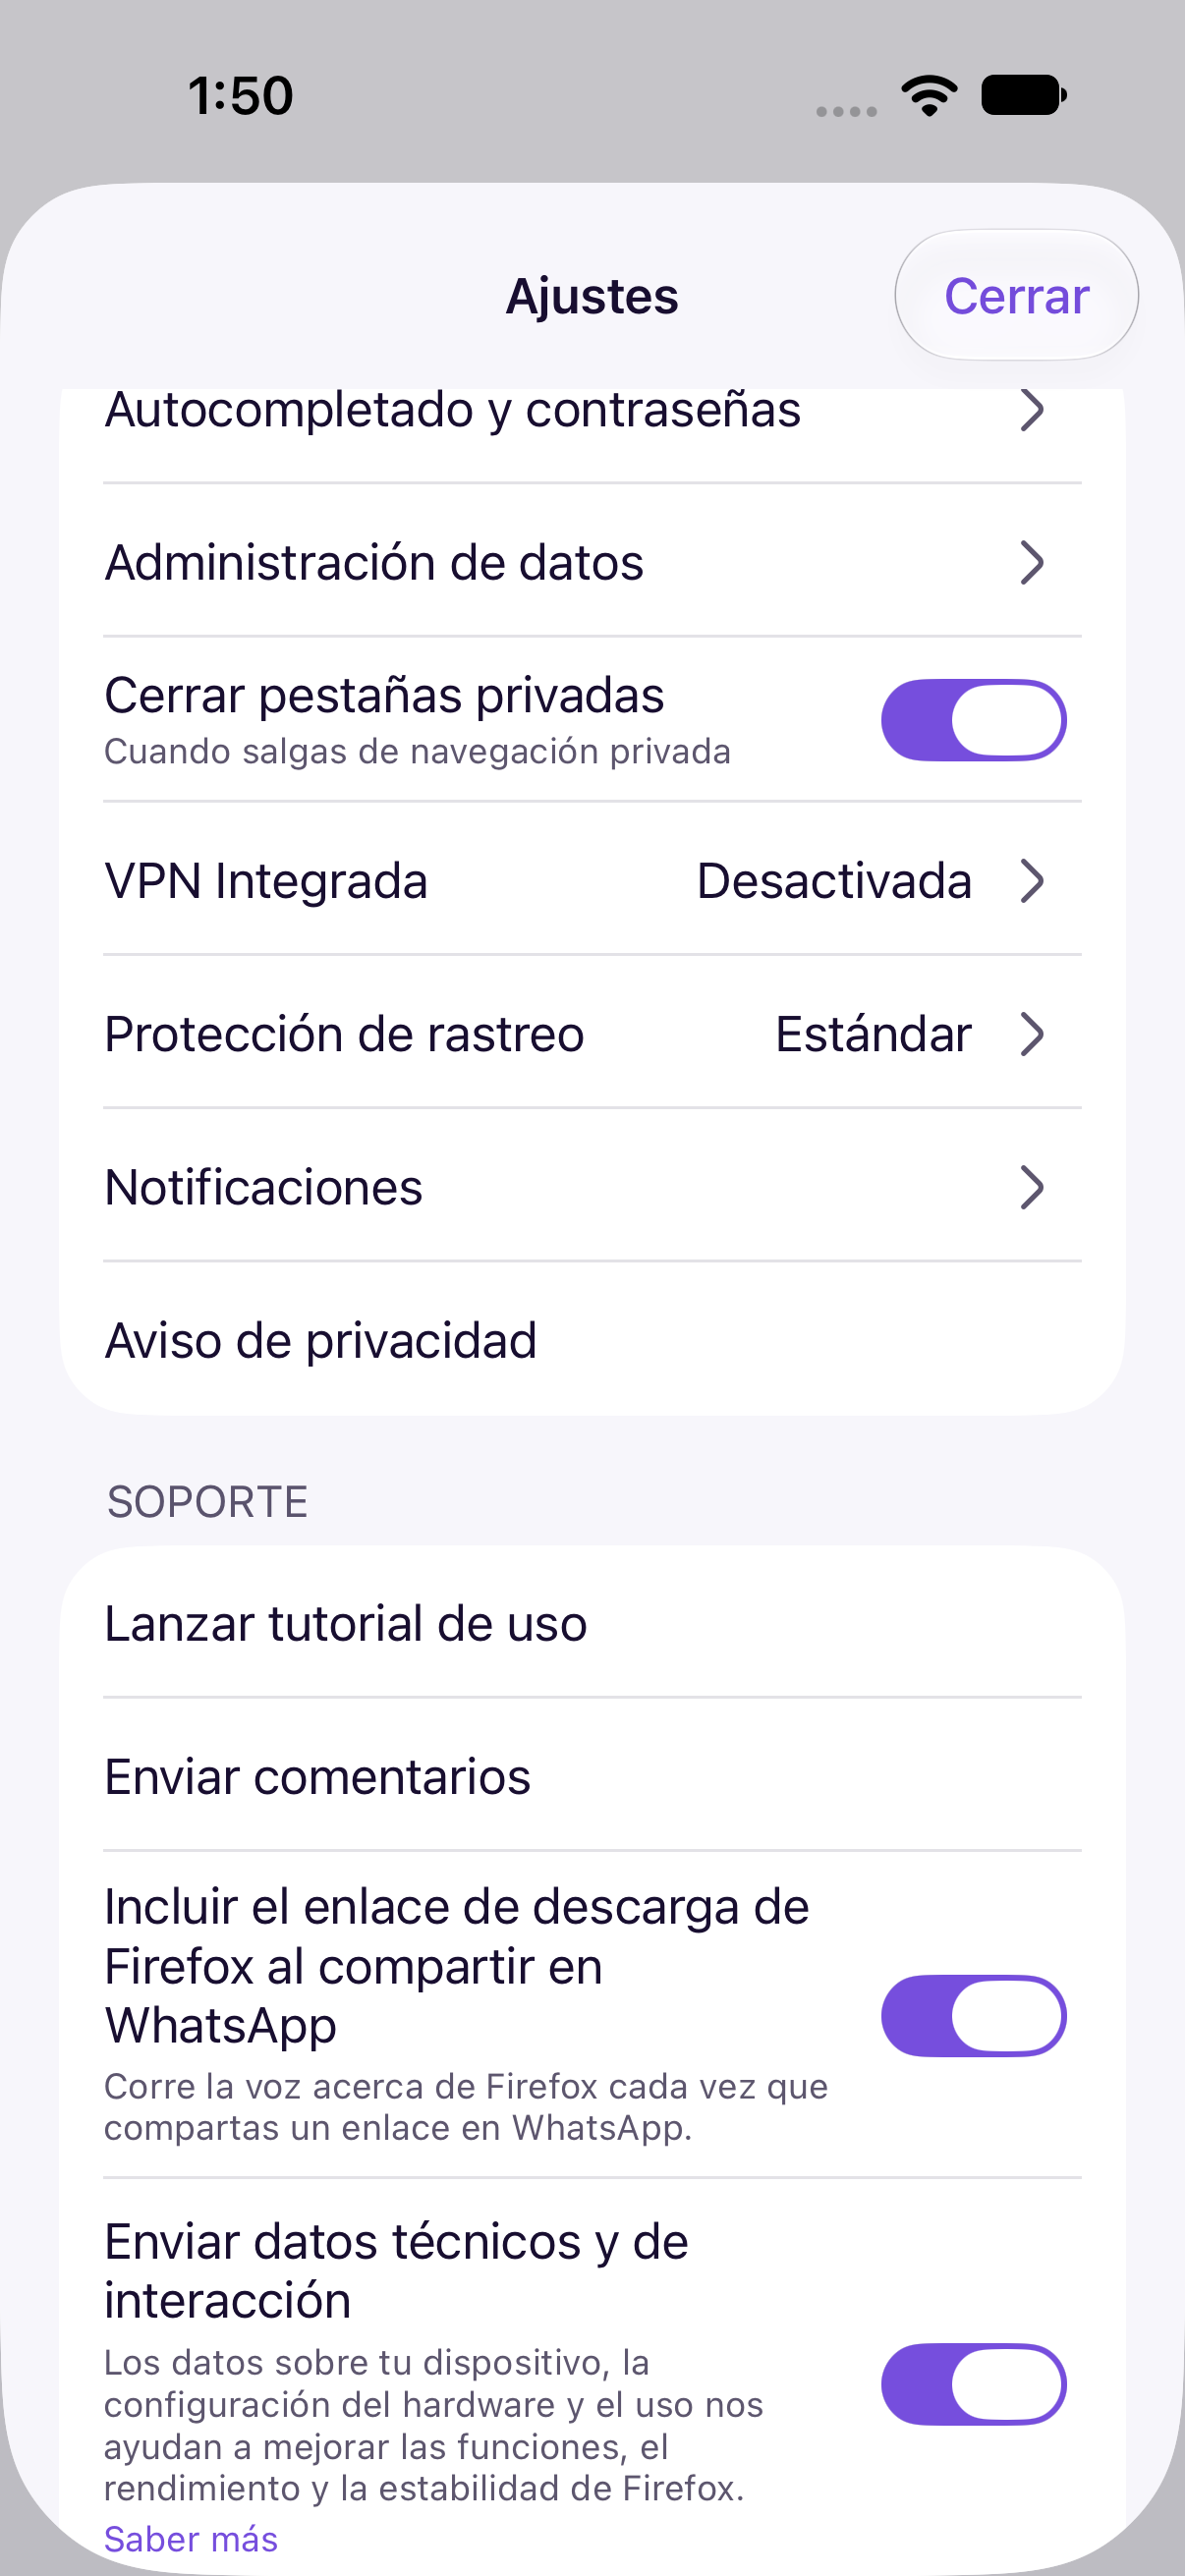 1:50
Ajustes
Cerrar
Autocompletado y contraseñas
Administración de datos
Cerrar pestañas privadas
Cuando salgas de navegación privada
VPN Integrada
Desactivada
Protección de rastreo
Estándar
Notificaciones
Aviso de privacidad
SOPORTE
Lanzar tutorial de uso
Enviar comentarios
Incluir el enlace de descarga de
Firefox al compartir en
WhatsApp
Corre la voz acerca de Firefox cada vez que
compartas un enlace en WhatsApp.
Enviar datos técnicos y de
interacción
Los datos sobre tu dispositivo, la
configuración del hardware y el uso nos
ayudan a mejorar las funciones, el
rendimiento y la estabilidad de Firefox.
Saber más